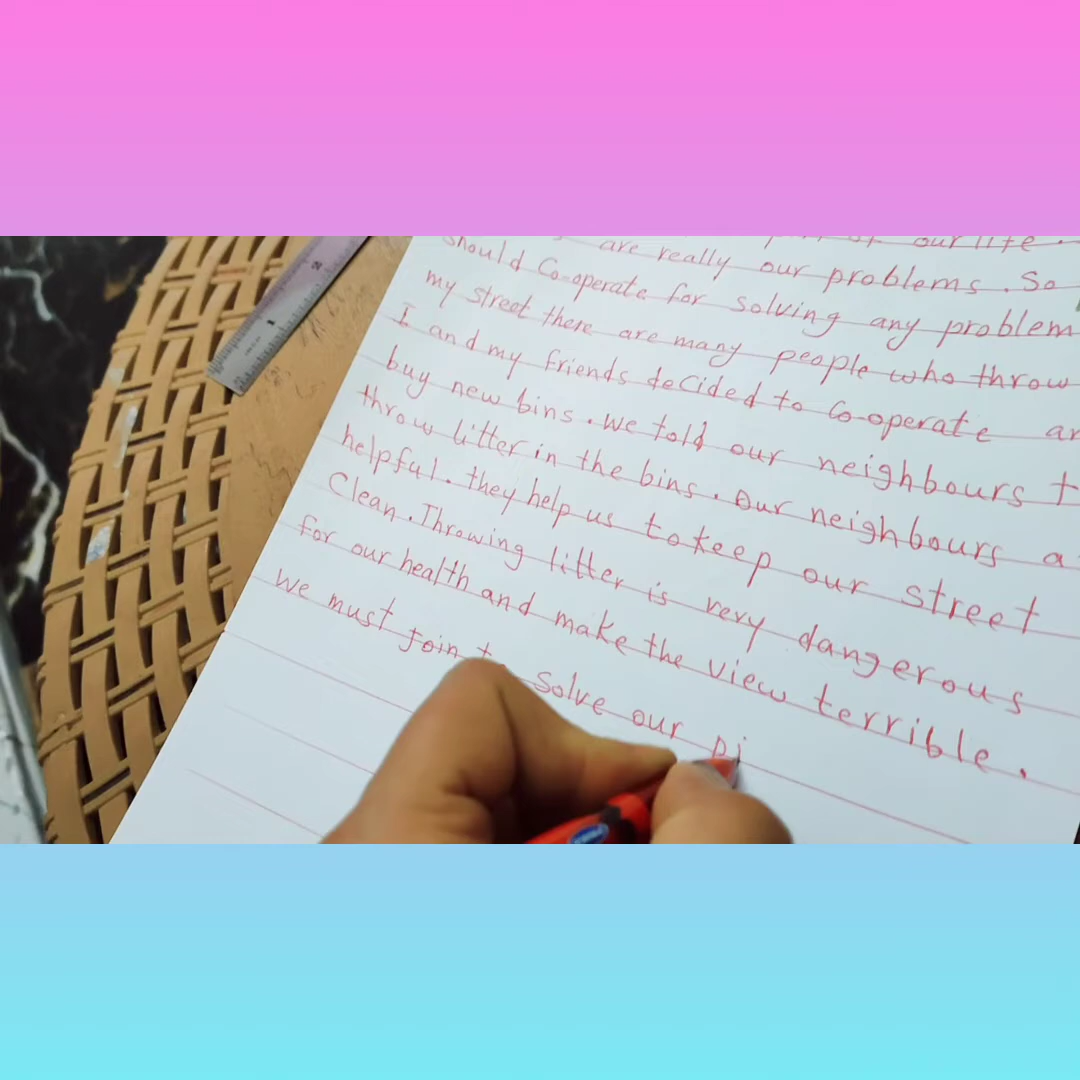 are really our problems. So
should Co-operate for solving any problem
my street there are many people who throw
I and my friends decided to Co-operate
buy new bins. We told our neighbours
throw litter in the bins. Our neighbours
helpful. they help us to keep our street
Clean. Throwing litter is very dangerous
for our health and make the view terrible.
We must Join solve our